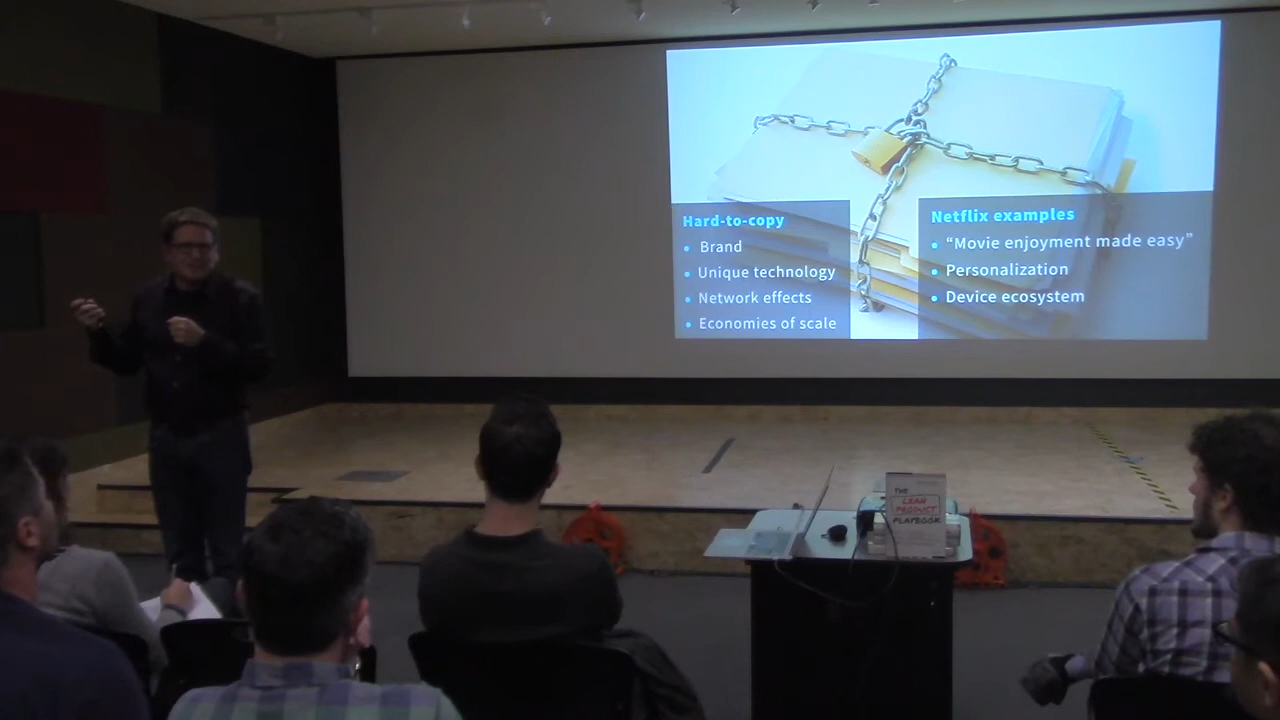 Hard-to-copy
• Brand
• Unique technology
• Network effects
• Economies of scale
Netflix examples
• “Movie enjoyment made easy”
• Personalization
• Device ecosystem
THE
LEAN
PRODUCT
PLAYBOOK